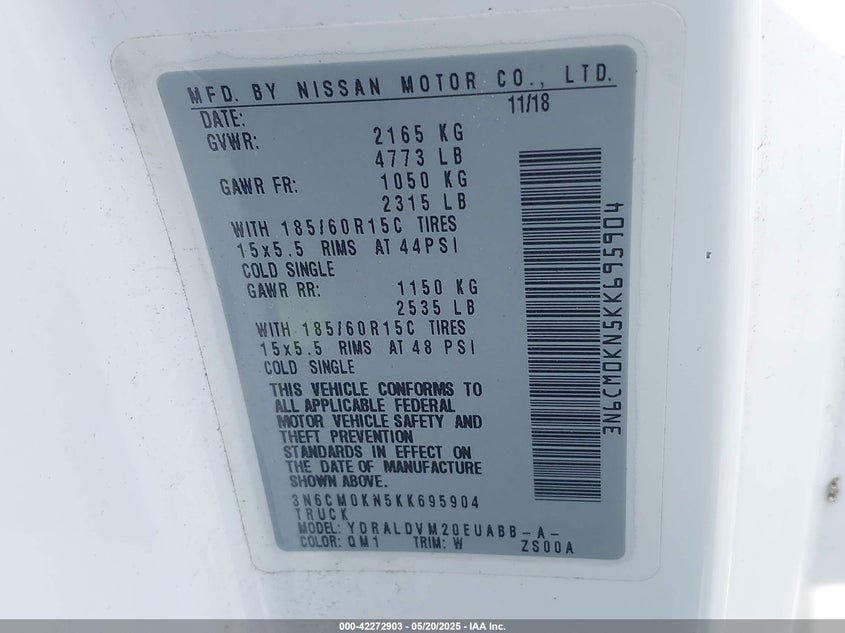 MFD. BY NISSAN MOTOR CO., LTD.
DATE: 11/18
GVWR: 2165 KG
4773 LB
GAWR FR: 1050 KG
2315 LB
WITH 185/60R15C TIRES
15x5.5 RIMS AT 44PSI
COLD SINGLE
GAWR RR: 1150 KG
2535 LB
WITH 185/60R15C TIRES
15x5.5 RIMS AT 48 PSI
COLD SINGLE
THIS VEHICLE CONFORMS TO
ALL APPLICABLE FEDERAL
MOTOR VEHICLE SAFETY AND
THEFT PREVENTION
STANDARDS IN EFFECT ON
THE DATE OF MANUFACTURE
SHOWN ABOVE.
3N6CM0KN5KK695904
TRUCK
MODEL: YDRALDVM20EUABB-A-
COLOR: QM1 TRIM: W ZS00A
3N6CM0KN5KK695904
000-42272903 - 05/20/2025 - IAA Inc.